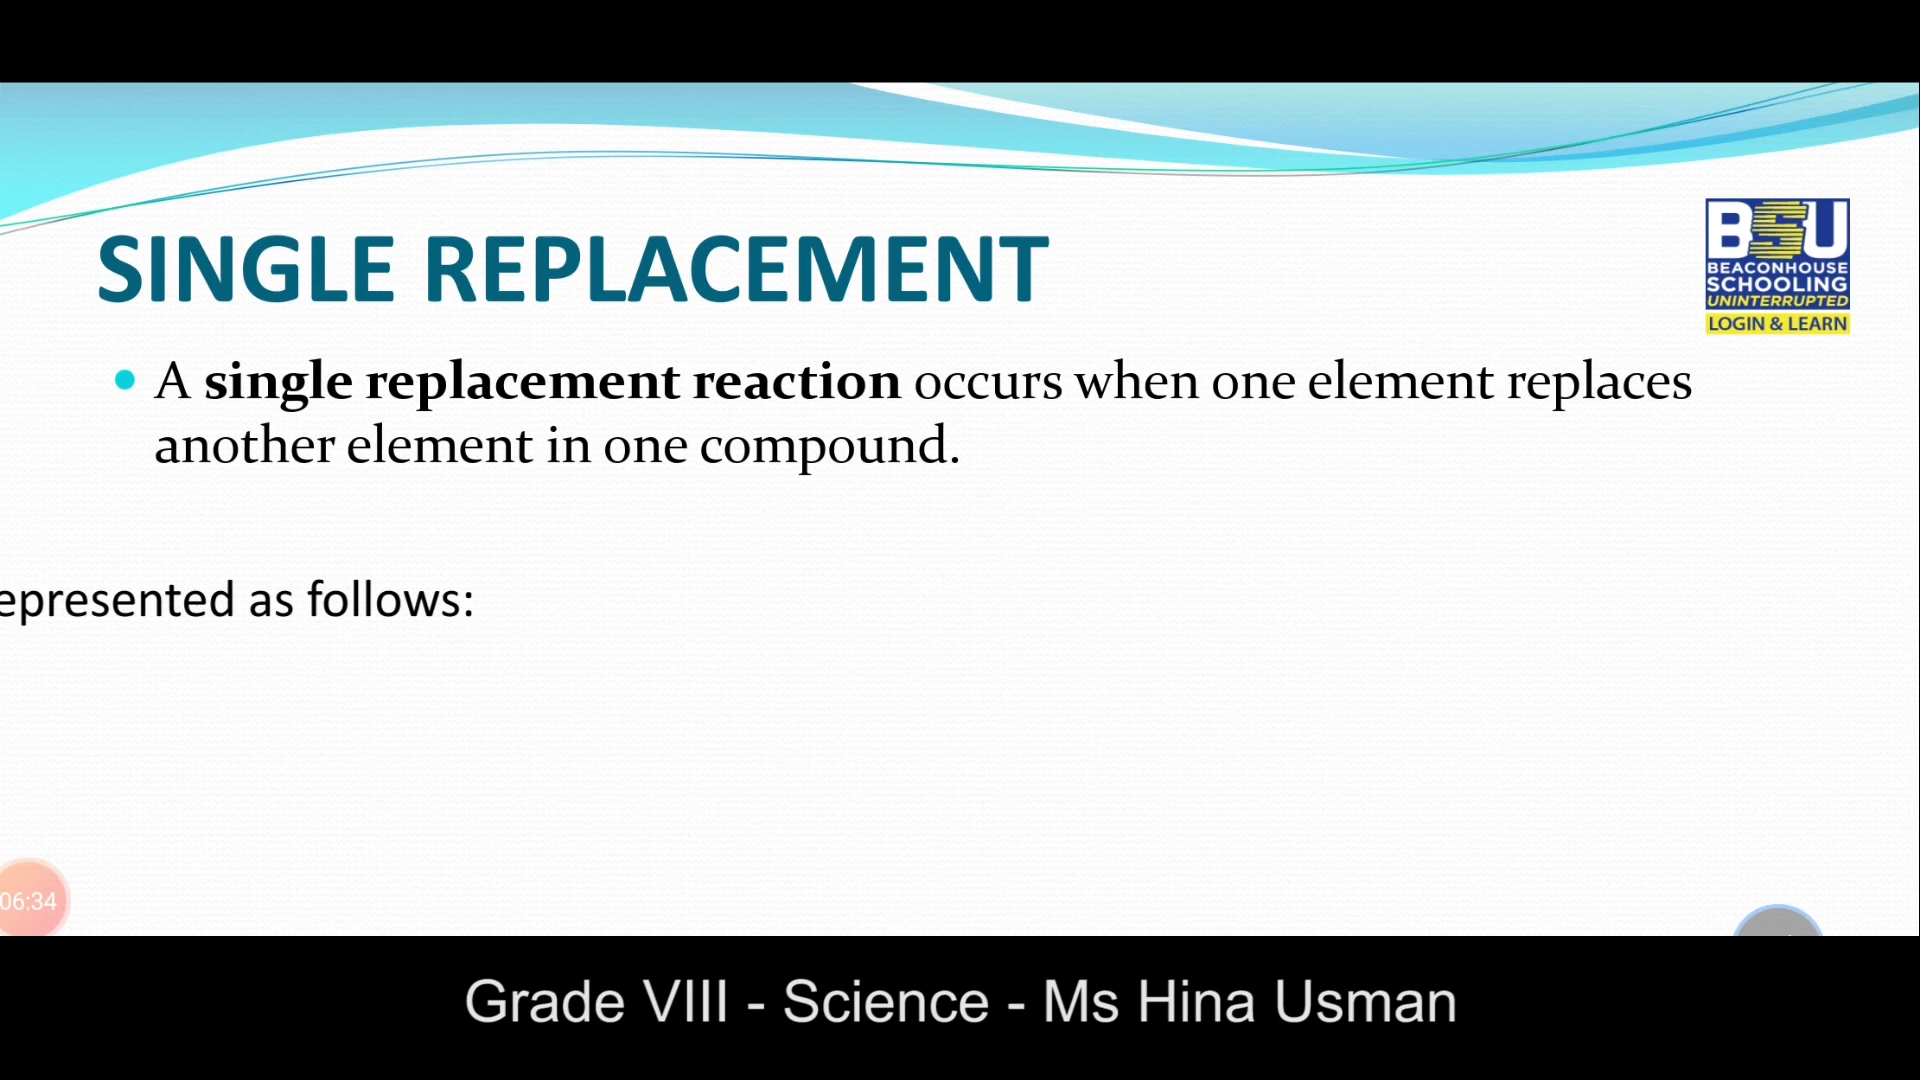 SINGLE REPLACEMENT
BSU
BEACONHOUSE
SCHOOLING
UNINTERRUPTED
LOGIN & LEARN
• A single replacement reaction occurs when one element replaces
another element in one compound.
epresented as follows:
06:34
Grade VIII - Science - Ms Hina Usman